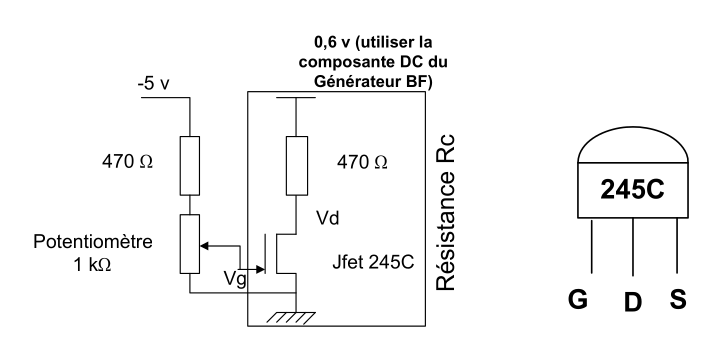 0,6 v (utiliser la
composante DC du
Générateur BF)
-5 v
470 Ω
470 Ω
Vd
Potentiomètre
1 kΩ
Vg
Jfet 245C
Résistance Rc
245C
G D S